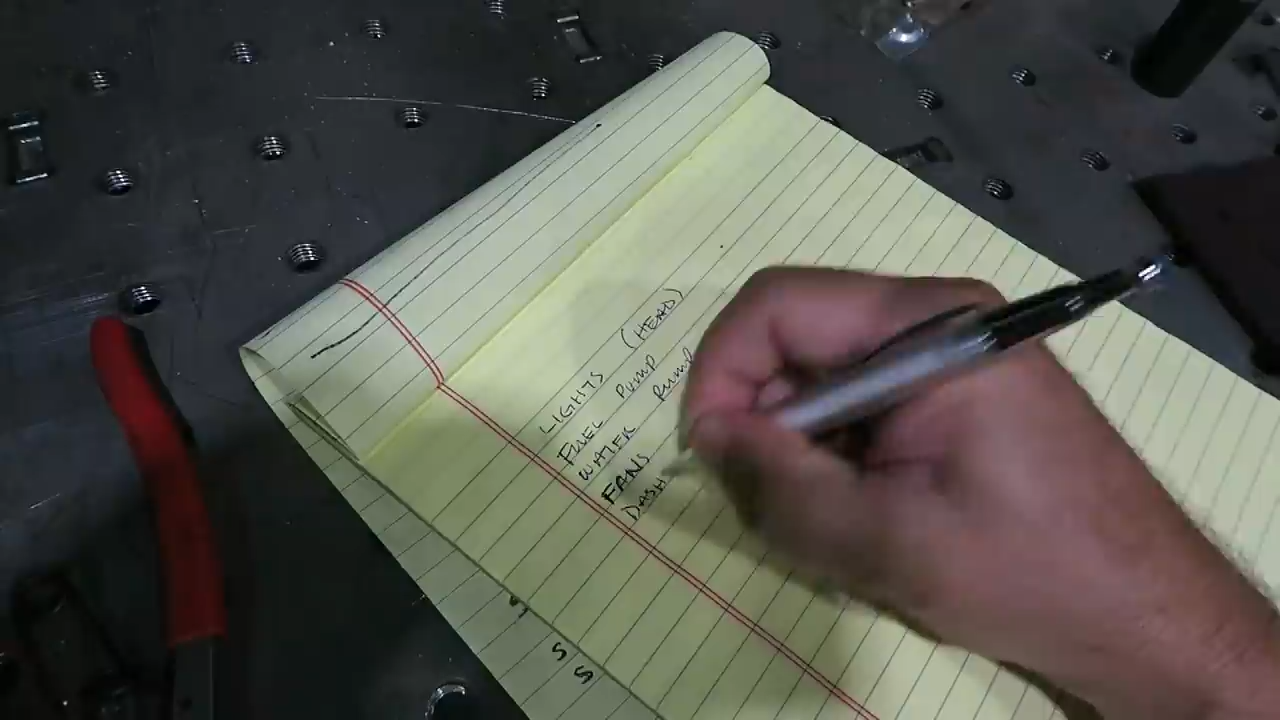 LIGHTS (HEAD)
FUEL PUMP
WATER PUMP
FANS
DASH
S
S